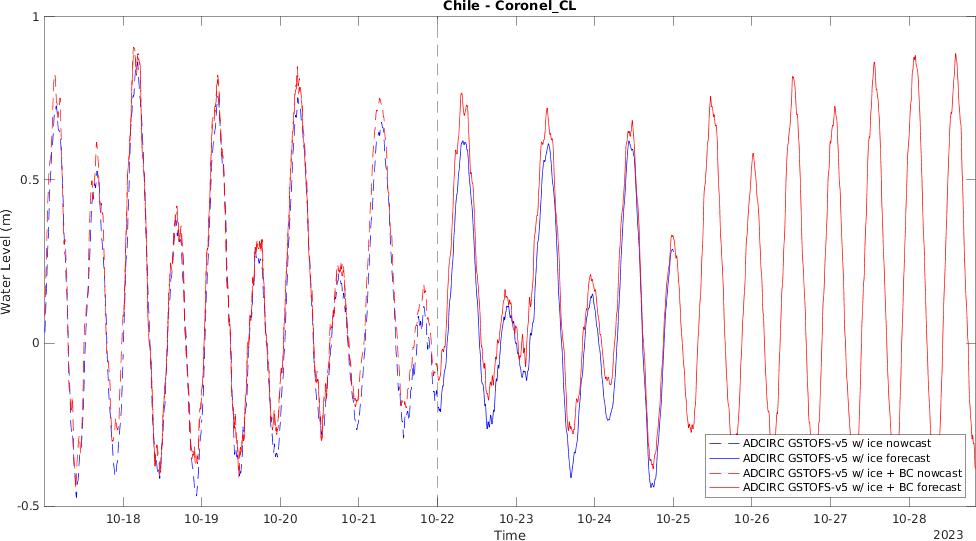 Chile - Coronel_CL
1
0.5
0
-0.5
Water Level (m)
ADCIRC GSTOFS-v5 w/ ice nowcast
ADCIRC GSTOFS-v5 w/ ice forecast
ADCIRC GSTOFS-v5 w/ ice + BC nowcast
ADCIRC GSTOFS-v5 w/ ice + BC forecast
10-18 10-19 10-20 10-21 10-22 10-23 10-24 10-25 10-26 10-27 10-28
Time
2023